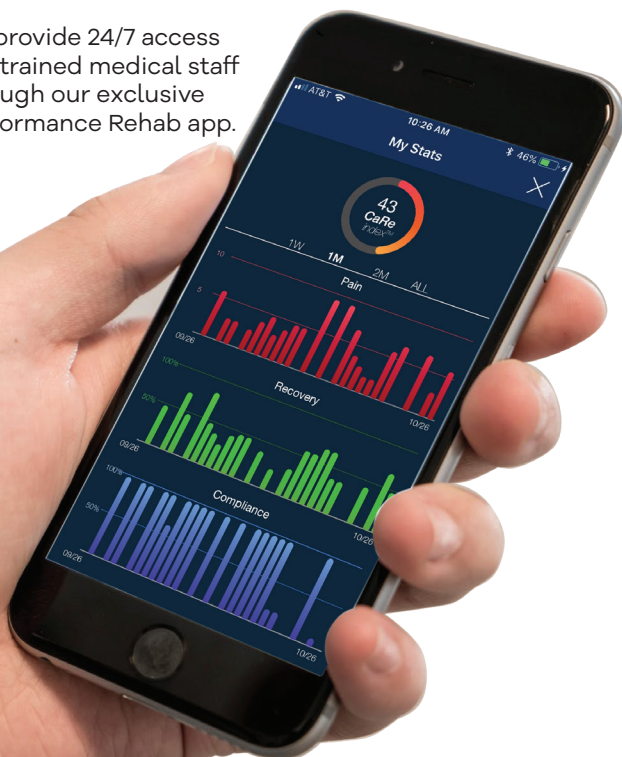 provide 24/7 access
trained medical staff
ugh our exclusive
ormance Rehab app.
AT&T
10:26 AM
46%
My Stats
43
CaRe
Index™
1W 1M 2M ALL
Pain
10
5
09/26
10/26
Recovery
100%
50%
09/26
10/26
Compliance
100%
50%
09/26
10/26